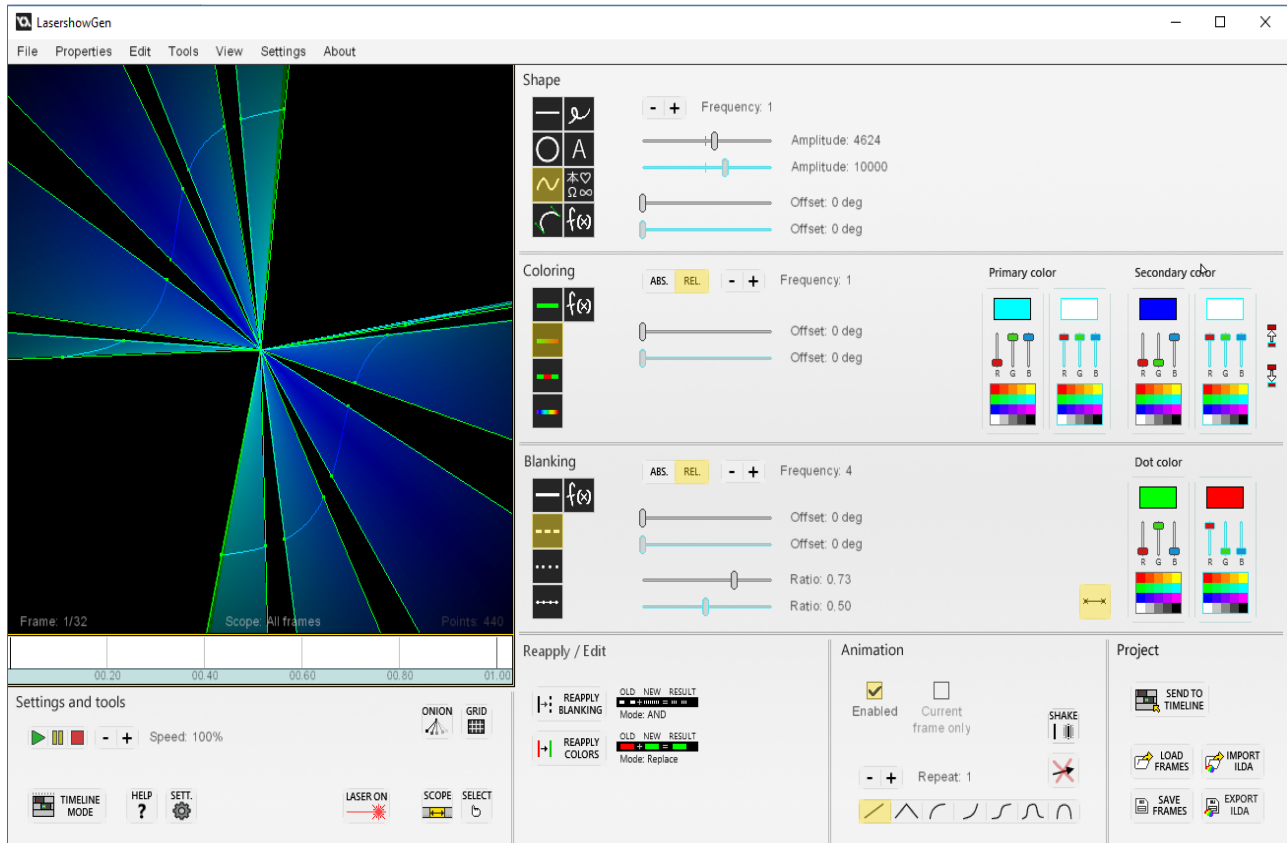 LasershowGen
File Properties Edit Tools View Settings About
Frame: 1/32
Scope: All frames
Points: 440
00.20 00.40 00.60 00.80 01.00
Settings and tools
Speed: 100%
ONION
GRID
TIMELINE
MODE
HELP
?
SETT.
LASER ON
SCOPE
SELECT
Shape
A
本♡
Ω∞
f(x)
- + Frequency: 1
Amplitude: 4624
Amplitude: 10000
Offset: 0 deg
Offset: 0 deg
Coloring
f(x)
ABS. REL. - + Frequency: 1
Offset: 0 deg
Offset: 0 deg
Primary color
R G B
R G B
Secondary color
R G B
R G B
Blanking
f(x)
ABS. REL. - + Frequency: 4
Offset: 0 deg
Offset: 0 deg
Ratio: 0.73
Ratio: 0.50
Dot color
R G B
R G B
Reapply / Edit
REAPPLY
BLANKING
OLD NEW RESULT
Mode: AND
REAPPLY
COLORS
OLD NEW RESULT
Mode: Replace
Animation
Enabled
Current
frame only
SHAKE
- + Repeat: 1
Project
SEND TO
TIMELINE
LOAD
FRAMES
IMPORT
ILDA
SAVE
FRAMES
EXPORT
ILDA